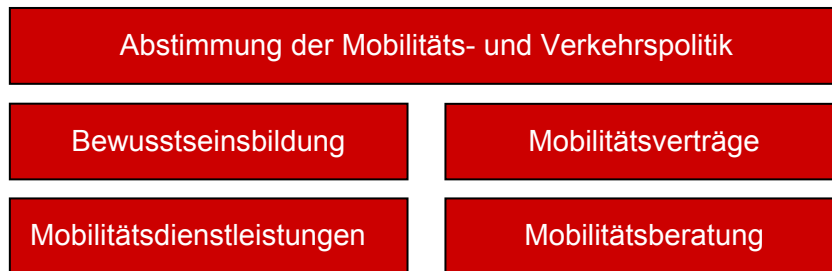 Abstimmung der Mobilitäts- und Verkehrspolitik
Bewusstseinsbildung
Mobilitätsverträge
Mobilitätsdienstleistungen
Mobilitätsberatung